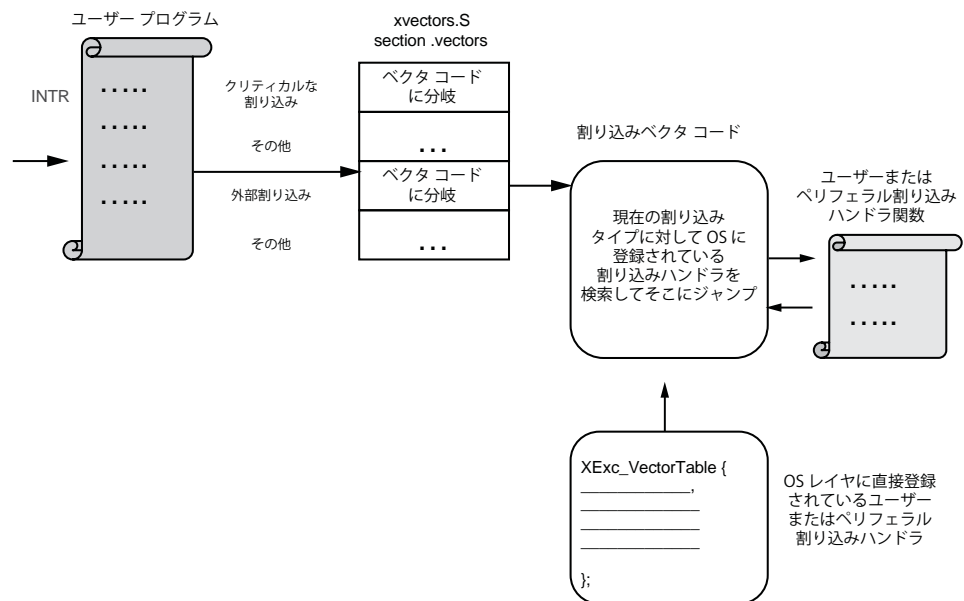 ユーザー プログラム
INTR
.....
.....
.....
.....
クリティカルな
割り込み
その他
外部割り込み
その他
xvectors.S
section .vectors
ベクタ コード
に分岐
...
ベクタ コード
に分岐
...
割り込みベクタ コード
現在の割り込み
タイプに対して OS に
登録されている
割り込みハンドラを
検索してそこにジャンプ
ユーザーまたは
ペリフェラル割り込み
ハンドラ関数
.....
.....
XExc_VectorTable {
____________,
_____________
_____________
_____________
};
OS レイヤに直接登録
されているユーザー
またはペリフェラル
割り込みハンドラ